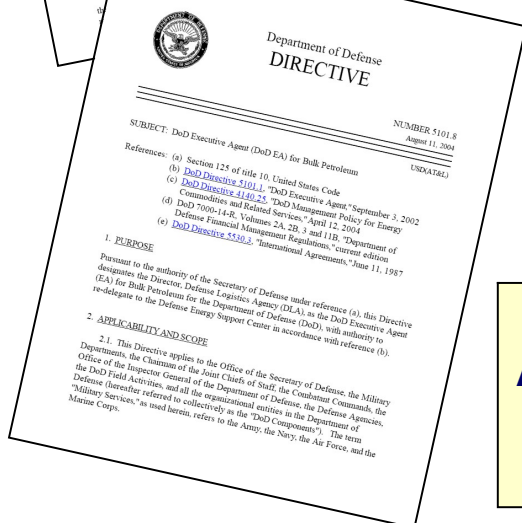 Department of Defense
DIRECTIVE
NUMBER 5101.8
August 11, 2004
USD(AT&L)
SUBJECT: DoD Executive Agent (DoD EA) for Bulk Petroleum
References: (a) Section 125 of title 10, United States Code
(b) DoD Directive 5101.1, "DoD Executive Agent," September 3, 2002
(c) DoD Directive 4140.25, "DoD Management Policy for Energy
Commodities and Related Services," April 12, 2004
(d) DoD 7000-14-R, Volumes 2A, 2B, 3 and 11B, "Department of
Defense Financial Management Regulations," current edition
(e) DoD Directive 5530.3, "International Agreements," June 11, 1987
1. PURPOSE
Pursuant to the authority of the Secretary of Defense under reference (a), this Directive
designates the Director, Defense Logistics Agency (DLA), as the DoD Executive Agent
(EA) for Bulk Petroleum for the Department of Defense (DoD), with authority to
re-delegate to the Defense Energy Support Center in accordance with reference (b).
2. APPLICABILITY AND SCOPE
2.1. This Directive applies to the Office of the Secretary of Defense, the Military
Departments, the Chairman of the Joint Chiefs of Staff, the Combatant Commands, the
Office of the Inspector General of the Department of Defense, the Defense Agencies,
the DoD Field Activities, and all the organizational entities in the Department of
Defense (hereafter referred to collectively as the "DoD Components"). The term
"Military Services," as used herein, refers to the Army, the Navy, the Air Force, and the
Marine Corps.